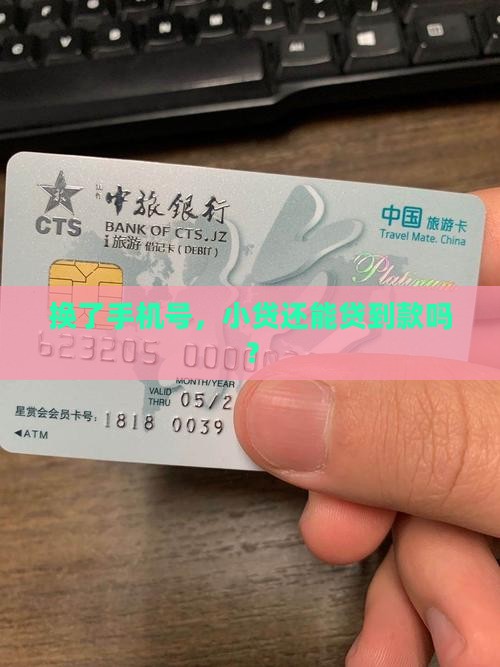 CTS
焦作
中旅银行
BANK OF CTS.JZ
i旅游 借记卡 (DEBIT)
中国 旅游卡
Travel Mate. China
Platinum
换了手机号，小贷还能贷到款吗
?
623205 0000
MONTH/YEAR
VALID
THRU 05/2
星赏会会员卡号: 1818 0039
◀ATM